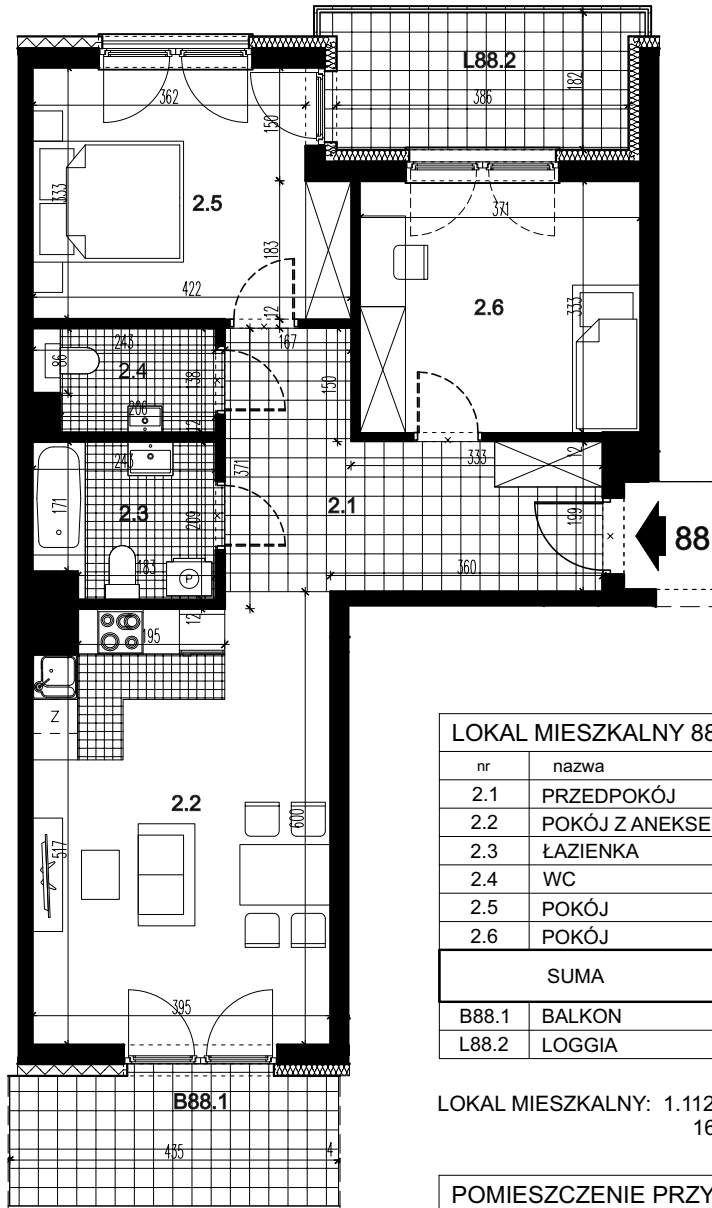 L88.2
362
386
182
150
333
2.5
371
183
422
12
2.6
333
243
167
86
2.4
138
150
206
12
243
371
333
12
171
2.3
209
2.1
199
88
183
P
360
195
12
Z
2.2
517
600
395
B88.1
435
4
LOKAL MIESZKALNY 88
nr nazwa
2.1 PRZEDPOKÓJ
2.2 POKÓJ Z ANEKSE
2.3 ŁAZIENKA
2.4 WC
2.5 POKÓJ
2.6 POKÓJ
SUMA
B88.1 BALKON
L88.2 LOGGIA
LOKAL MIESZKALNY: 1.112
16
POMIESZCZENIE PRZY